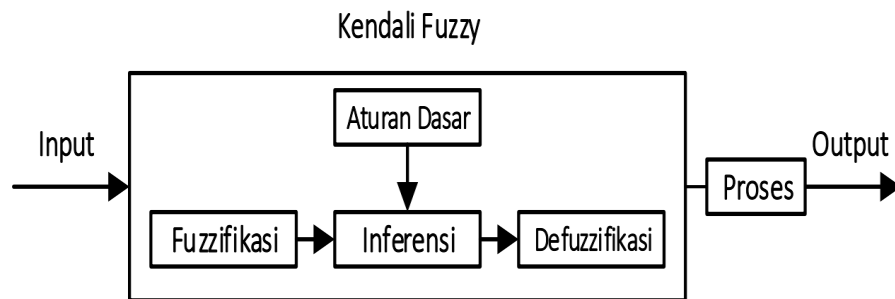 Kendali Fuzzy
Aturan Dasar
Input
Output
Proses
Fuzzifikasi
Inferensi
Defuzzifikasi